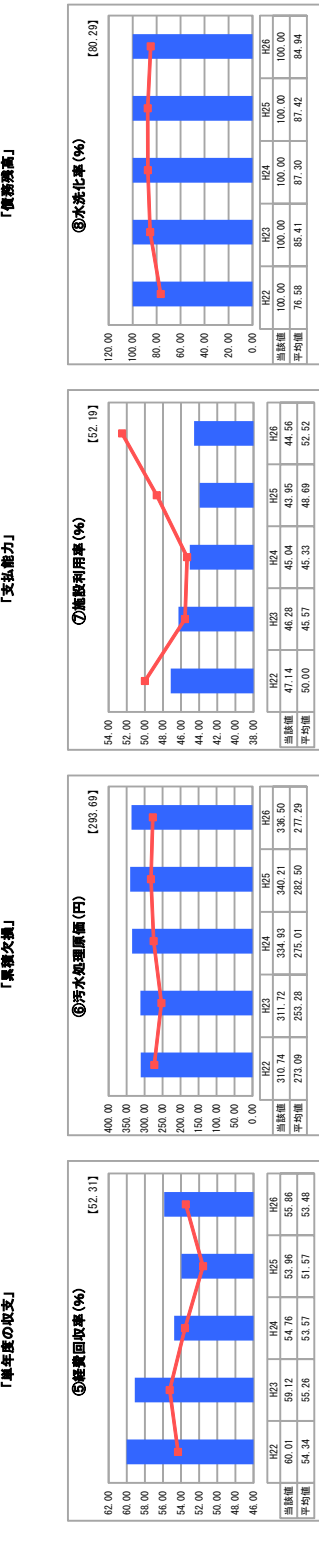 「単年度の収支」
「累積欠損」
「支払能力」
「債務残高」
⑤経費回収率(％)
【52.31】
62.00
60.00
58.00
56.00
54.00
52.00
50.00
48.00
46.00
H22 H23 H24 H25 H26
当該値 60.01 59.12 54.76 53.96 55.86
平均値 54.34 55.26 53.57 51.57 53.48
⑥汚水処理原価(円)
【293.69】
400.00
350.00
300.00
250.00
200.00
150.00
100.00
50.00
0.00
H22 H23 H24 H25 H26
当該値 310.74 311.72 334.93 340.21 336.50
平均値 273.09 253.28 275.01 282.50 277.29
⑦施設利用率(％)
【52.19】
54.00
52.00
50.00
48.00
46.00
44.00
42.00
40.00
38.00
H22 H23 H24 H25 H26
当該値 47.14 46.28 45.04 43.95 44.56
平均値 50.00 45.57 45.33 48.69 52.52
⑧水洗化率(％)
【80.29】
120.00
100.00
80.00
60.00
40.00
20.00
0.00
H22 H23 H24 H25 H26
当該値 100.00 100.00 100.00 100.00 100.00
平均値 76.58 85.41 87.30 87.42 84.94